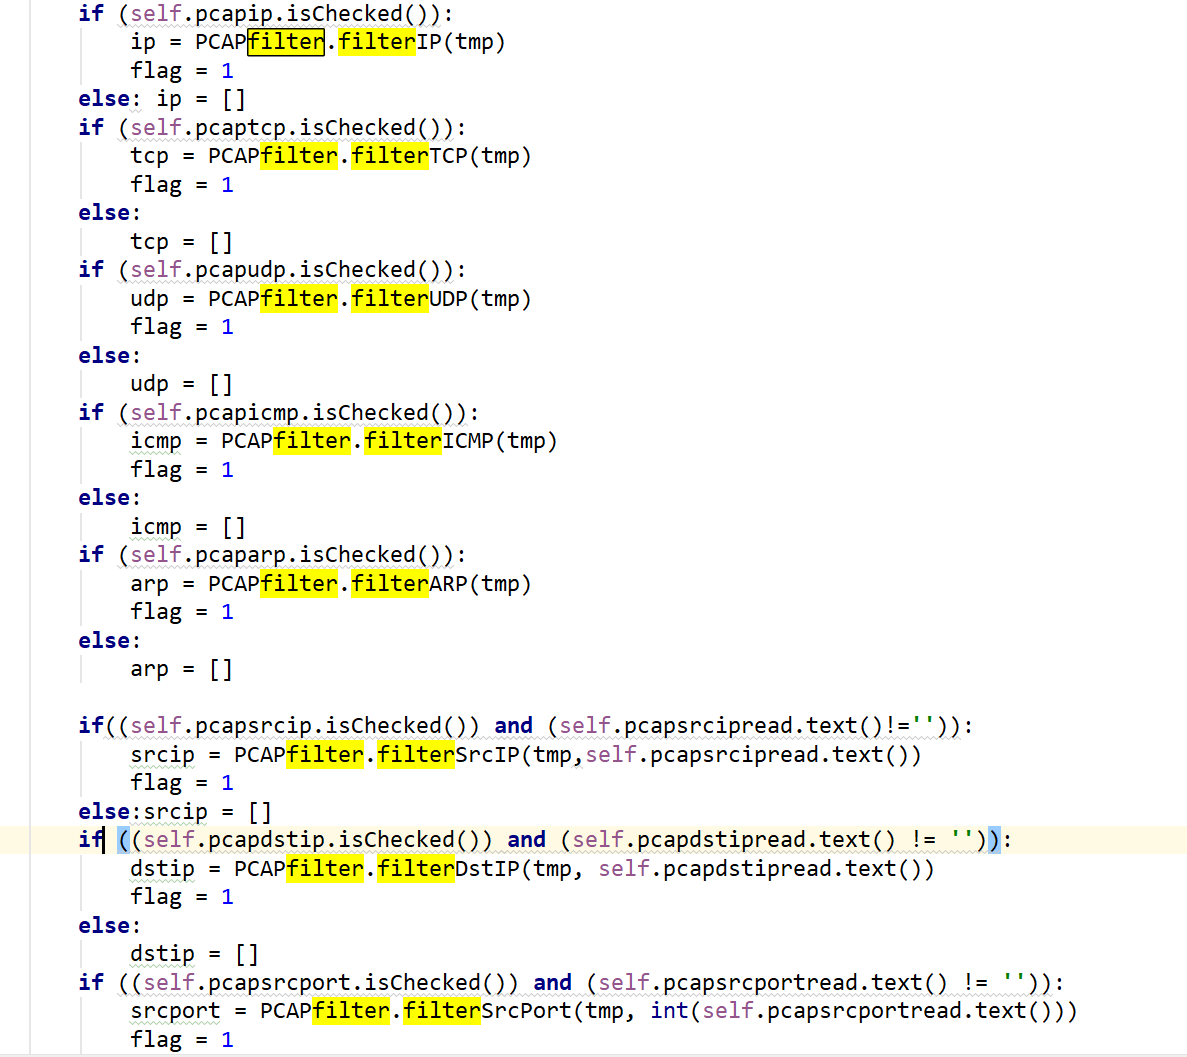 if (self.pcapip.isChecked()):
    ip = PCAPfilter.filterIP(tmp)
    flag = 1
else: ip = []
if (self.pcaptcp.isChecked()):
    tcp = PCAPfilter.filterTCP(tmp)
    flag = 1
else:
    tcp = []
if (self.pcapudp.isChecked()):
    udp = PCAPfilter.filterUDP(tmp)
    flag = 1
else:
    udp = []
if (self.pcapicmp.isChecked()):
    icmp = PCAPfilter.filterICMP(tmp)
    flag = 1
else:
    icmp = []
if (self.pcaparp.isChecked()):
    arp = PCAPfilter.filterARP(tmp)
    flag = 1
else:
    arp = []

if((self.pcapsrcip.isChecked()) and (self.pcapsrcipread.text()!='')):
    srcip = PCAPfilter.filterSrcIP(tmp,self.pcapsrcipread.text())
    flag = 1
else:srcip = []
if ((self.pcapdstip.isChecked()) and (self.pcapdstipread.text() != '')):
    dstip = PCAPfilter.filterDstIP(tmp, self.pcapdstipread.text())
    flag = 1
else:
    dstip = []
if ((self.pcapsrcport.isChecked()) and (self.pcapsrcportread.text() != '')):
    srcport = PCAPfilter.filterSrcPort(tmp, int(self.pcapsrcportread.text()))
    flag = 1